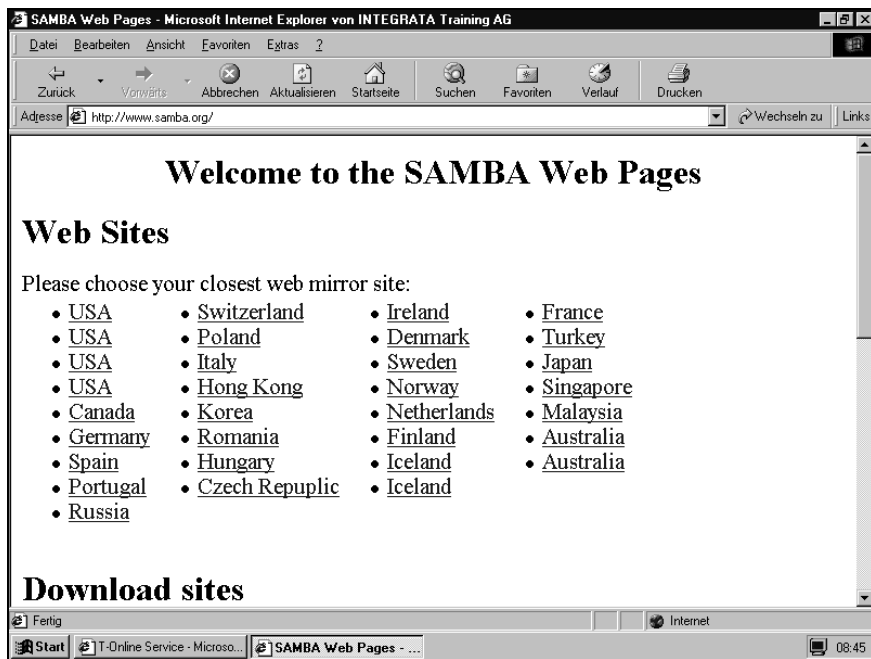 SAMBA Web Pages - Microsoft Internet Explorer von INTEGRATA Training AG
Datei Bearbeiten Ansicht Favoriten Extras ?
Zurück Vorwärts Abbrechen Aktualisieren Startseite Suchen Favoriten Verlauf Drucken
Adresse http://www.samba.org/ Wechseln zu Links
Welcome to the SAMBA Web Pages
Web Sites
Please choose your closest web mirror site:
• USA • Switzerland • Ireland • France
• USA • Poland • Denmark • Turkey
• USA • Italy • Sweden • Japan
• USA • Hong Kong • Norway • Singapore
• Canada • Korea • Netherlands • Malaysia
• Germany • Romania • Finland • Australia
• Spain • Hungary • Iceland • Australia
• Portugal • Czech Repuplic • Iceland
• Russia
Download sites
Fertig Internet
Start T-Online Service - Microso... SAMBA Web Pages - ... 08:45